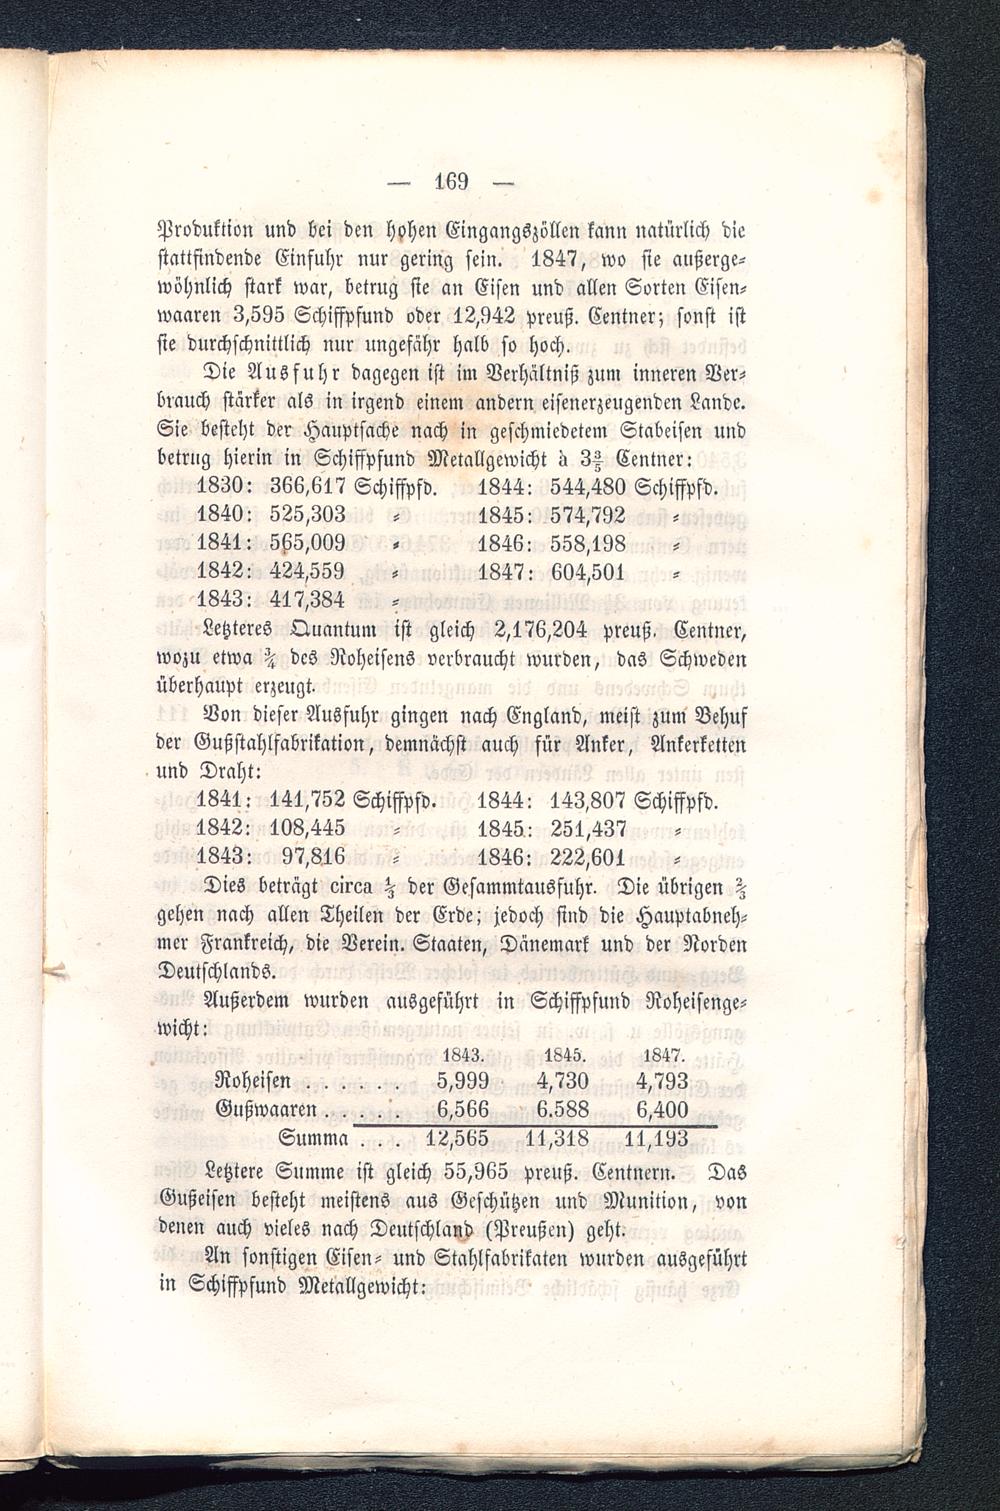 — 169 —
Produktion und bei den hohen Eingangszöllen kann natürlich die
stattfindende Einfuhr nur gering sein. 1847, wo sie außerge⸗
wöhnlich stark war, betrug sie an Eisen und allen Sorten Eisen⸗
waaren 3,595 Schiffpfund oder 12,942 preuß. Centner; sonst ist
sie durchschnittlich nur ungefähr halb so hoch.
Die Ausfuhr dagegen ist im Verhältniß zum inneren Ver⸗
brauch stärker als in irgend einem andern eisenerzeugenden Lande.
Sie besteht der Hauptsache nach in geschmiedetem Stabeisen und
betrug hierin in Schiffpfund Metallgewicht à 3⅗ Centner:
1830: 366,617 Schiffpfd. 1844: 544,480 Schiffpfd.
1840: 525,303 ⸗ 1845: 574,792 ⸗
1841: 565,009 ⸗ 1846: 558,198 ⸗
1842: 424,559 ⸗ 1847: 604,501 ⸗
1843: 417,384 ⸗
Letzteres Quantum ist gleich 2,176,204 preuß. Centner,
wozu etwa ¾ des Roheisens verbraucht wurden, das Schweden
überhaupt erzeugt.
Von dieser Ausfuhr gingen nach England, meist zum Behuf
der Gußstahlfabrikation, demnächst auch für Anker, Ankerketten
und Draht:
1841: 141,752 Schiffpfd. 1844: 143,807 Schiffpfd.
1842: 108,445 ⸗ 1845: 251,437 ⸗
1843: 97,816 ⸗ 1846: 222,601 ⸗
Dies beträgt circa ⅓ der Gesammtausfuhr. Die übrigen ⅔
gehen nach allen Theilen der Erde; jedoch sind die Hauptabneh⸗
mer Frankreich, die Verein. Staaten, Dänemark und der Norden
Deutschlands.
Außerdem wurden ausgeführt in Schiffpfund Roheisenge⸗
wicht:
1843. 1845. 1847.
Roheisen . . . . . . 5,999 4,730 4,793
Gußwaaren . . . . . 6,566 6.588 6,400
Summa . . . 12,565 11,318 11,193
Letztere Summe ist gleich 55,965 preuß. Centnern. Das
Gußeisen besteht meistens aus Geschützen und Munition, von
denen auch vieles nach Deutschland (Preußen) geht.
An sonstigen Eisen⸗ und Stahlfabrikaten wurden ausgeführt
in Schiffpfund Metallgewicht: